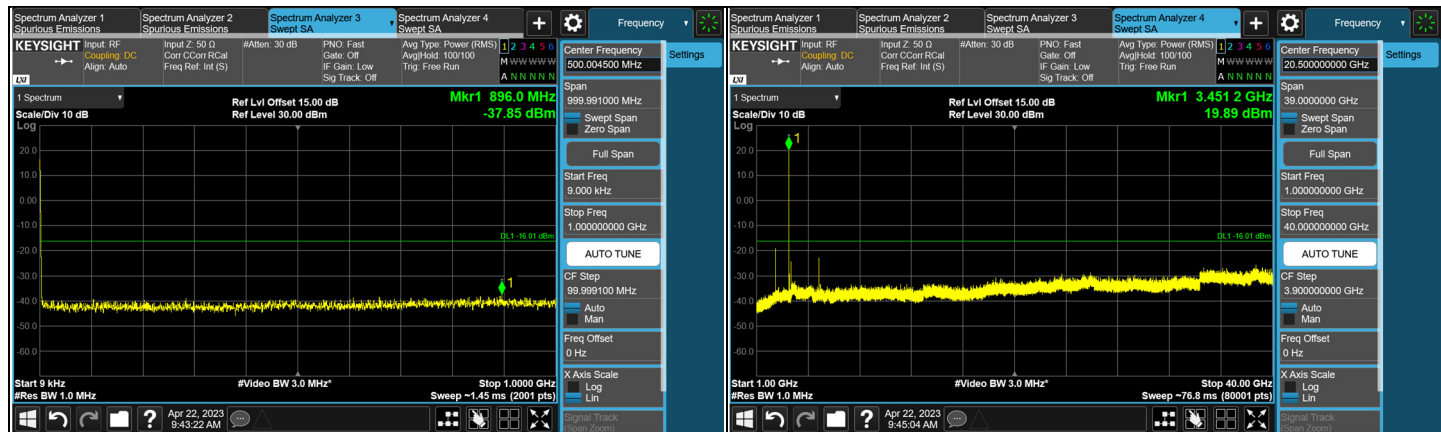 Spectrum Analyzer 1
Spurious Emissions
Spectrum Analyzer 2
Spurious Emissions
Spectrum Analyzer 3
Swept SA
Spectrum Analyzer 4
Swept SA
+
Frequency
KEYSIGHT
LXI
Input: RF
Coupling: DC
Align: Auto
Input Z: 50 Ω
Corr CCorr RCal
Freq Ref: Int (S)
#Atten: 30 dB
PNO: Fast
Gate: Off
IF Gain: Low
Sig Track: Off
Avg Type: Power (RMS)
Avg|Hold: 100/100
Trig: Free Run
1 2 3 4 5 6
M W W W W W
A N N N N N
1 Spectrum
Scale/Div 10 dB
Log
Ref Lvl Offset 15.00 dB
Ref Level 30.00 dBm
Mkr1 896.0 MHz
-37.85 dBm
20.0
10.0
0.00
-10.0
-20.0
-30.0
-40.0
-50.0
-60.0
1
DL1 -16.01 dBm
Start 9 kHz
#Res BW 1.0 MHz
#Video BW 3.0 MHz*
Stop 1.0000 GHz
Sweep ~1.45 ms (2001 pts)
Apr 22, 2023
9:43:22 AM
Center Frequency
500.004500 MHz
Span
999.991000 MHz
Swept Span
Zero Span
Full Span
Start Freq
9.000 kHz
Stop Freq
1.000000000 GHz
AUTO TUNE
CF Step
99.999100 MHz
Auto
Man
Freq Offset
0 Hz
X Axis Scale
Log
Lin
Signal Track
(Span Zoom)
Settings
Spectrum Analyzer 1
Spurious Emissions
Spectrum Analyzer 2
Spurious Emissions
Spectrum Analyzer 3
Swept SA
Spectrum Analyzer 4
Swept SA
+
Frequency
KEYSIGHT
LXI
Input: RF
Coupling: DC
Align: Auto
Input Z: 50 Ω
Corr CCorr RCal
Freq Ref: Int (S)
#Atten: 30 dB
PNO: Fast
Gate: Off
IF Gain: Low
Sig Track: Off
Avg Type: Power (RMS)
Avg|Hold: 100/100
Trig: Free Run
1 2 3 4 5 6
M W W W W W
A N N N N N
1 Spectrum
Scale/Div 10 dB
Log
Ref Lvl Offset 15.00 dB
Ref Level 30.00 dBm
Mkr1 3.451 2 GHz
19.89 dBm
20.0
10.0
0.00
-10.0
-20.0
-30.0
-40.0
-50.0
-60.0
1
DL1 -16.01 dBm
Start 1.00 GHz
#Res BW 1.0 MHz
#Video BW 3.0 MHz*
Stop 40.00 GHz
Sweep ~76.8 ms (80001 pts)
Apr 22, 2023
9:45:04 AM
Center Frequency
20.500000000 GHz
Span
39.0000000 GHz
Swept Span
Zero Span
Full Span
Start Freq
1.000000000 GHz
Stop Freq
40.000000000 GHz
AUTO TUNE
CF Step
3.900000000 GHz
Auto
Man
Freq Offset
0 Hz
X Axis Scale
Log
Lin
Signal Track
(Span Zoom)
Settings